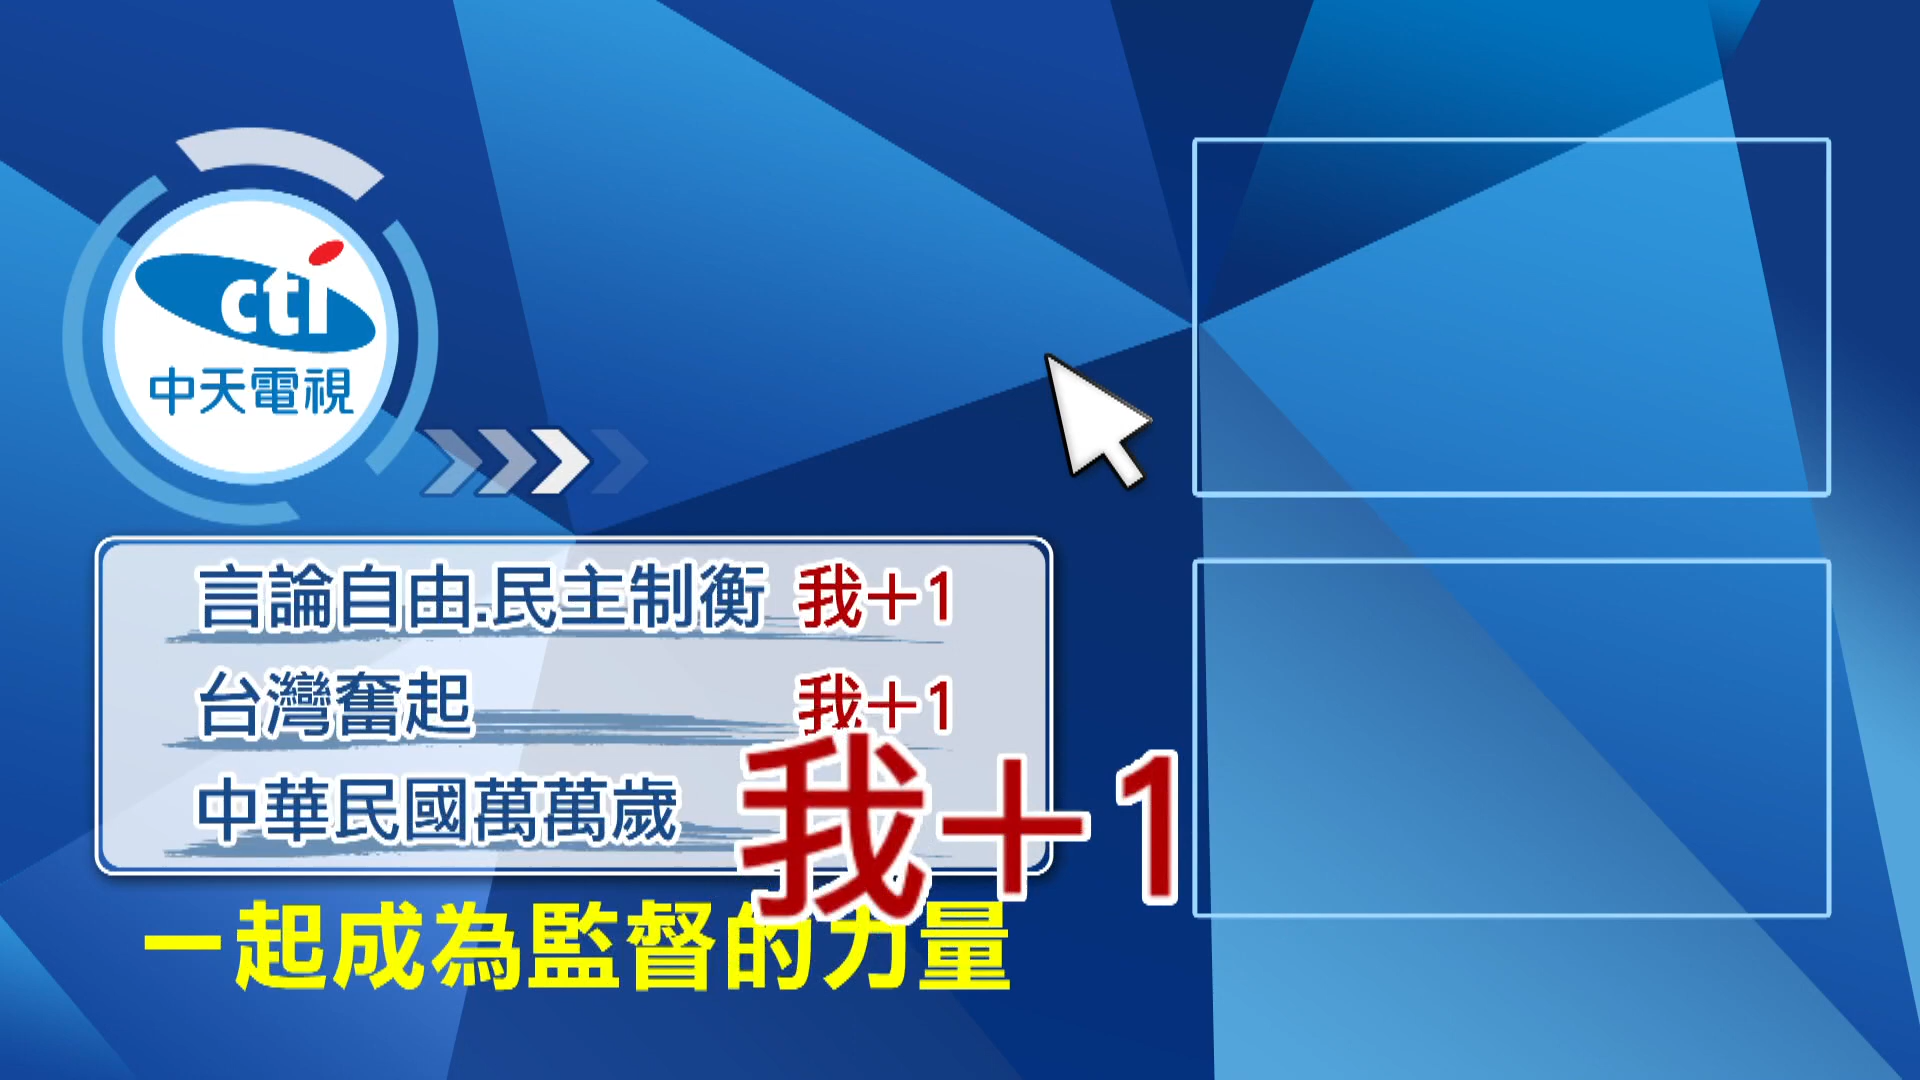 cti
中天電視
言論自由.民主制衡 我+1
台灣奮起 我+1
中華民國萬萬歲 我+1
一起成為監督的力量